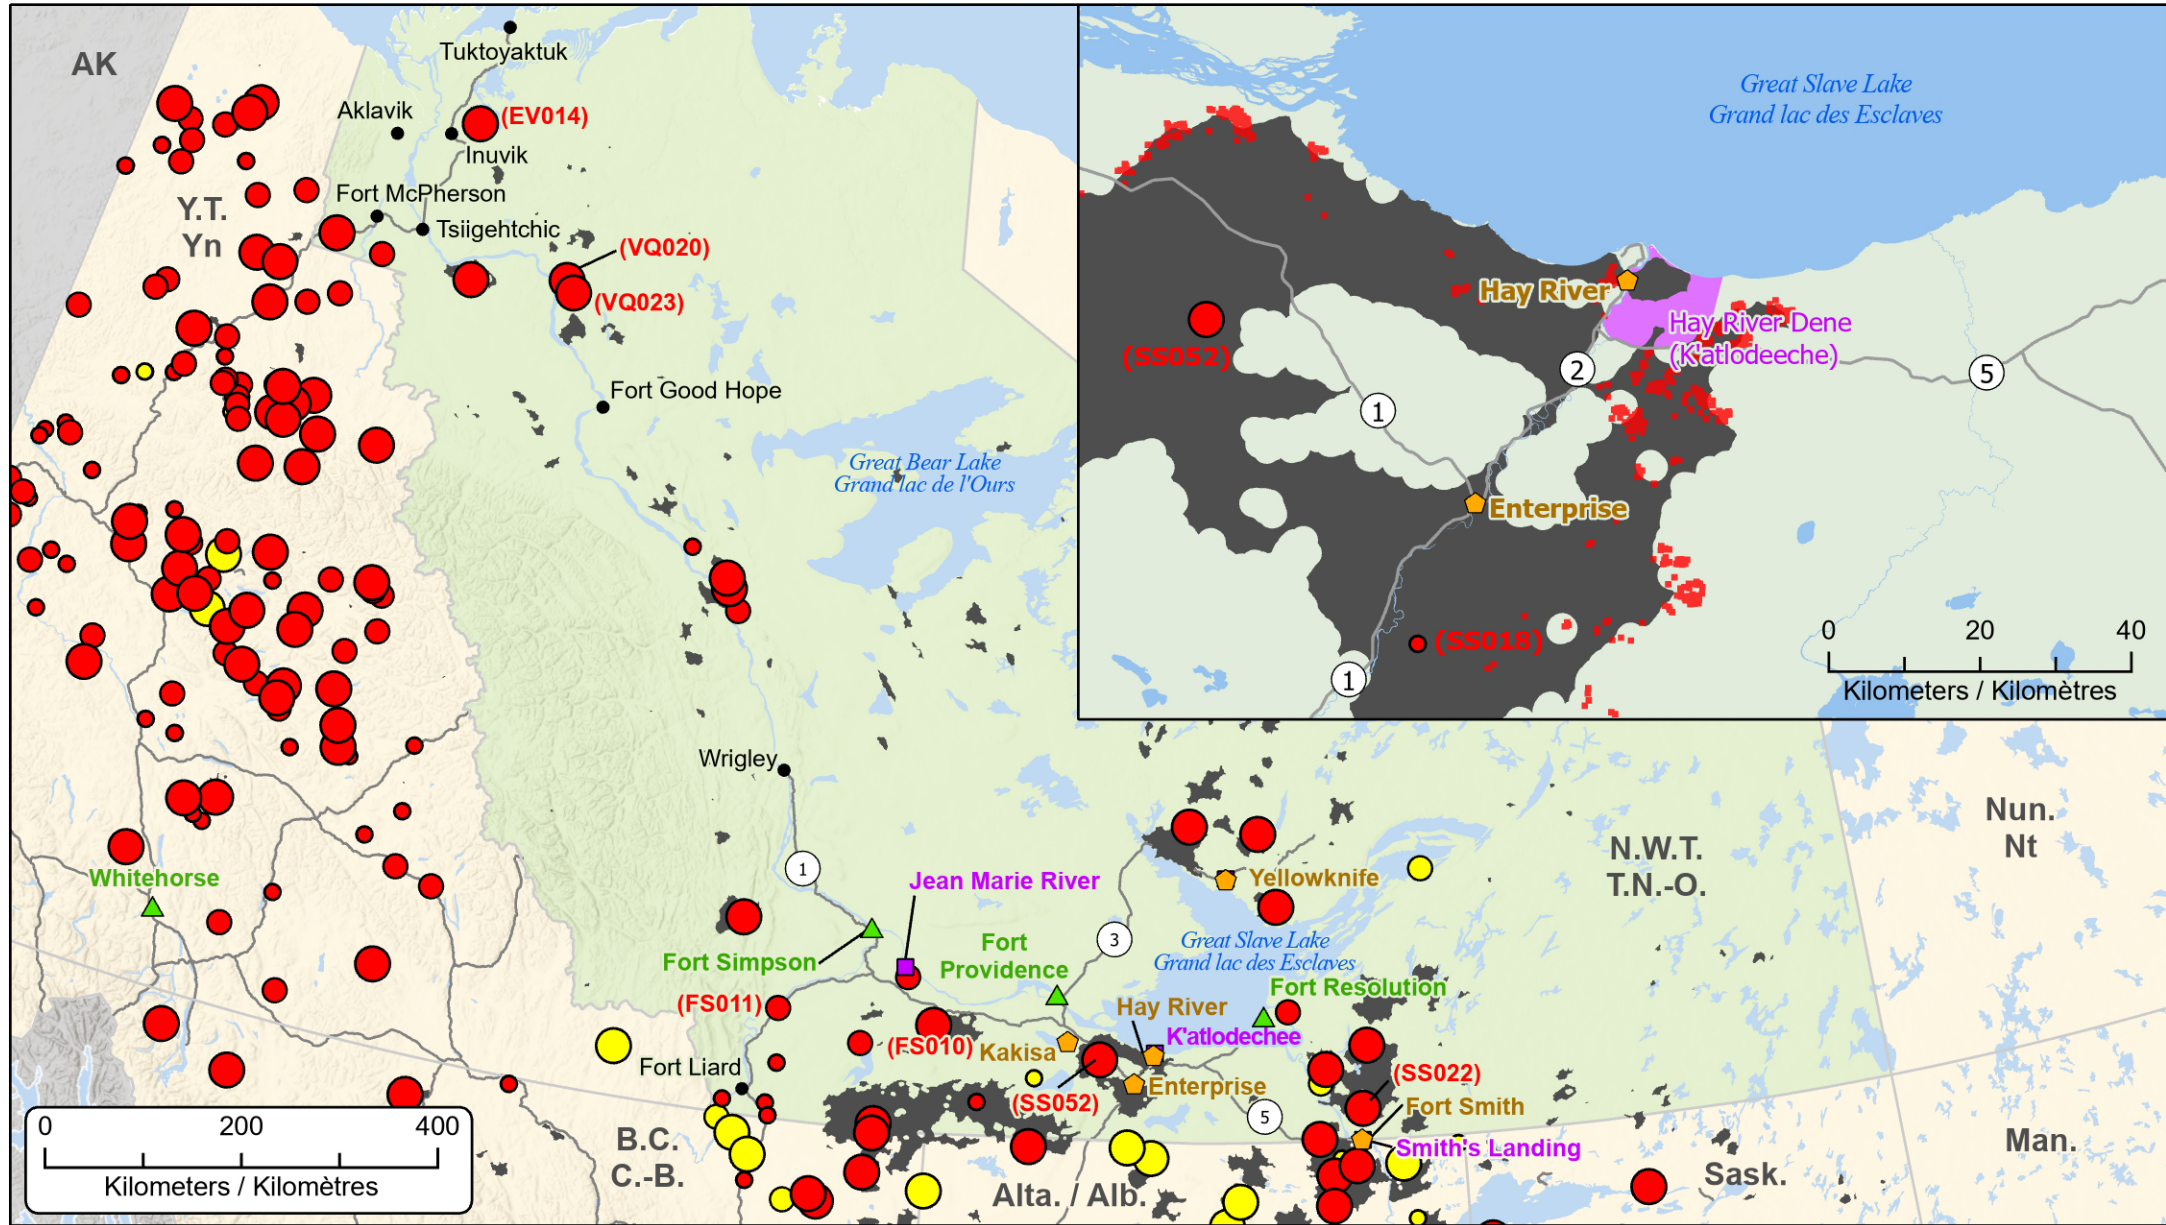 AK
Tuktoyaktuk
Aklavik
(EV014)
Inuvik
Y.T.
Yn
Fort McPherson
Tsiigehtchic
(VQ020)
(VQ023)
Fort Good Hope
Great Bear Lake
Grand lac de l'Ours
Wrigley
1
Whitehorse
Jean Marie River
Fort Simpson
Fort
Providence
3
Yellowknife
Great Slave Lake
Grand lac des Esclaves
N.W.T.
T.N.-O.
Nun.
Nt
Fort Resolution
(FS011)
Hay River
K'atlodechee
(FS010)
Kakisa
Fort Liard
Enterprise
(SS052)
(SS022)
Fort Smith
5
Smith's Landing
B.C.
C.-B.
Alta. / Alb.
Sask.
Man.
0 200 400
Kilometers / Kilomètres
Great Slave Lake
Grand lac des Esclaves
Hay River
Hay River Dene
(K'atlodeeche)
(SS052)
2
5
1
Enterprise
(SS018)
1
0 20 40
Kilometers / Kilomètres